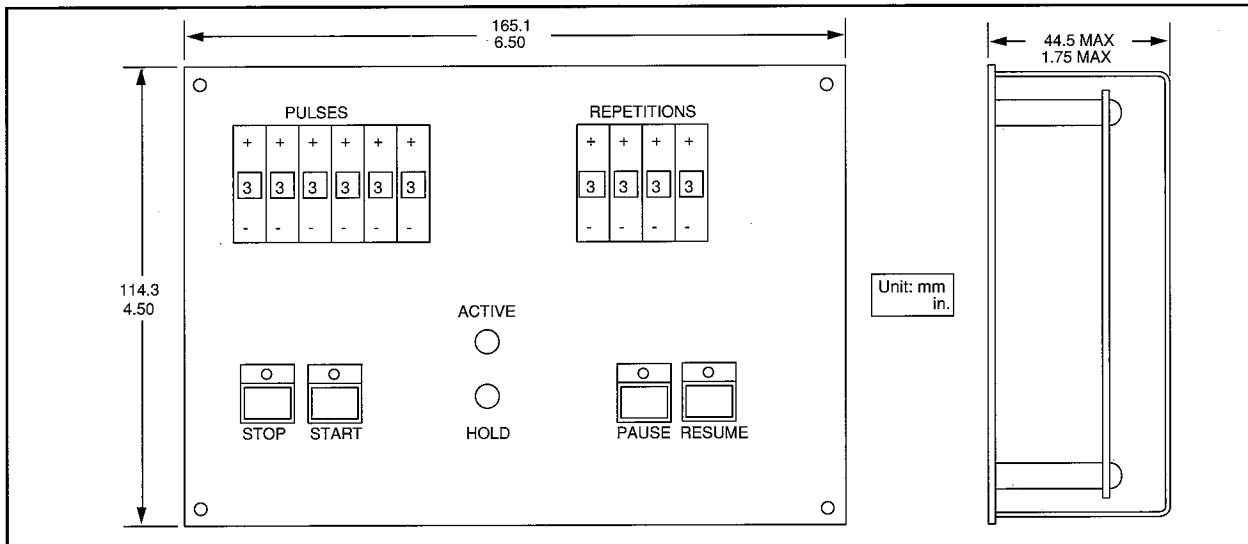 165.1
6.50
44.5 MAX
1.75 MAX
PULSES
REPETITIONS
+ + + + + +
÷ + + +
3 3 3 3 3 3
3 3 3 3
- - - - - -
- - - -
114.3
4.50
Unit: mm
in.
ACTIVE
STOP START
HOLD
PAUSE RESUME